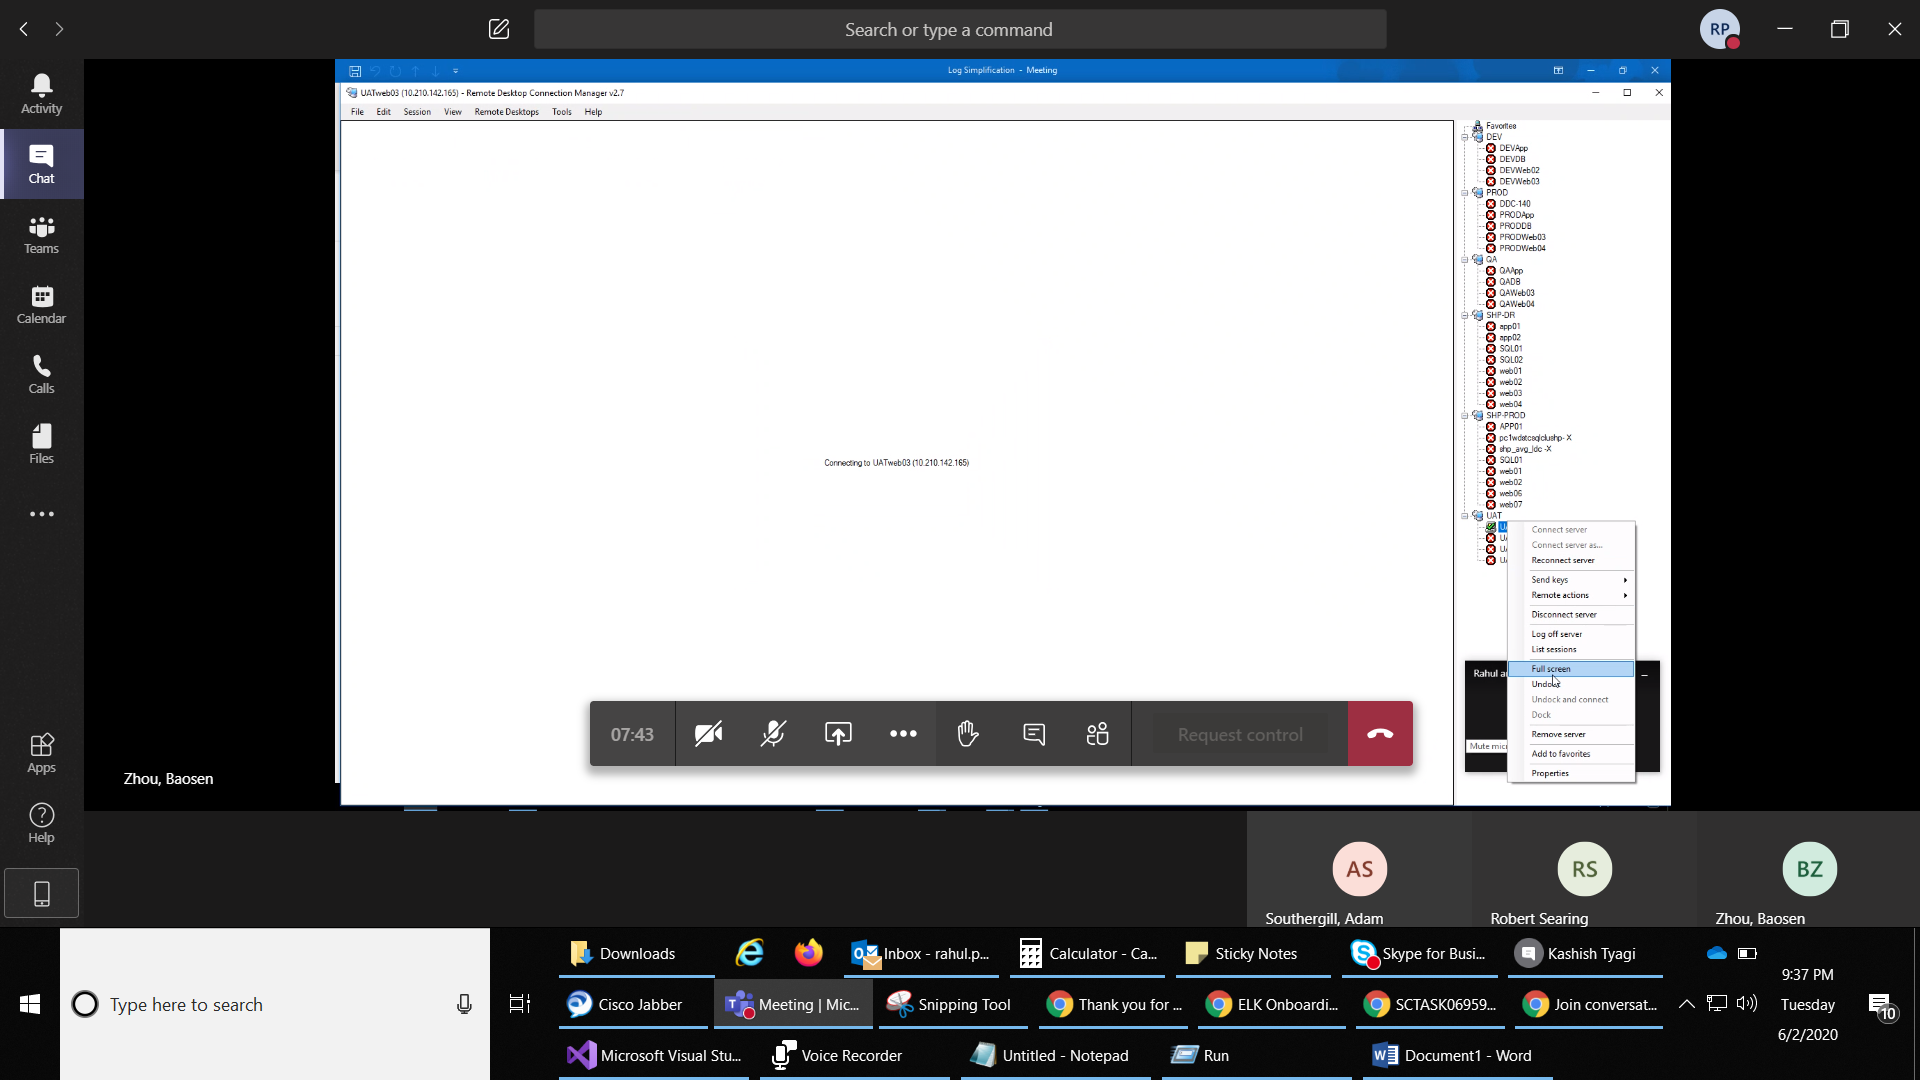 Search or type a command
RP
Activity
Chat
Teams
Calendar
Calls
Files
Apps
Help
Log Simplification - Meeting
UATweb03 (10.210.142.165) - Remote Desktop Connection Manager v2.7
File Edit Session View Remote Desktops Tools Help
Connecting to UATweb03 (10.210.142.165)
Favorites
DEV
DEVApp
DEVDB
DEVWeb02
DEVWeb03
PROD
DDC-140
PRODApp
PRODDB
PRODWeb03
PRODWeb04
QA
QAApp
QADB
QAWeb03
QAWeb04
SHP-DR
app01
app02
SQL01
SQL02
web01
web02
web03
web04
SHP-PROD
APP01
pc1wdstcsqlclushp- X
shp_avg_ldc -X
SQL01
web01
web02
web06
web07
UAT
Connect server
Connect server as...
Reconnect server
Send keys
Remote actions
Disconnect server
Log off server
List sessions
Full screen
Undock
Undock and connect
Dock
Remove server
Add to favorites
Properties
Rahul
Mute
07:43
Request control
Zhou, Baosen
AS
RS
BZ
Southergill, Adam
Robert Searing
Zhou, Baosen
Downloads
Inbox - rahul.p...
Calculator - Ca...
Sticky Notes
Skype for Busi...
Kashish Tyagi
Type here to search
Cisco Jabber
Meeting | Mic...
Snipping Tool
Thank you for ...
ELK Onboardi...
SCTASK06959...
Join conversat...
Microsoft Visual Stu...
Voice Recorder
Untitled - Notepad
Run
Document1 - Word
9:37 PM
Tuesday
6/2/2020
10